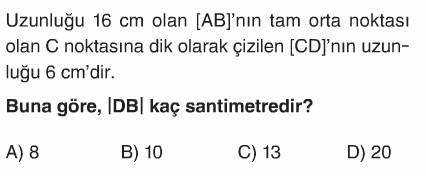 Uzunluğu 16 cm olan [AB]’nın tam orta noktası
olan C noktasına dik olarak çizilen [CD]’nın uzun-
luğu 6 cm’dir.
Buna göre, |DB| kaç santimetredir?
A) 8 B) 10 C) 13 D) 20